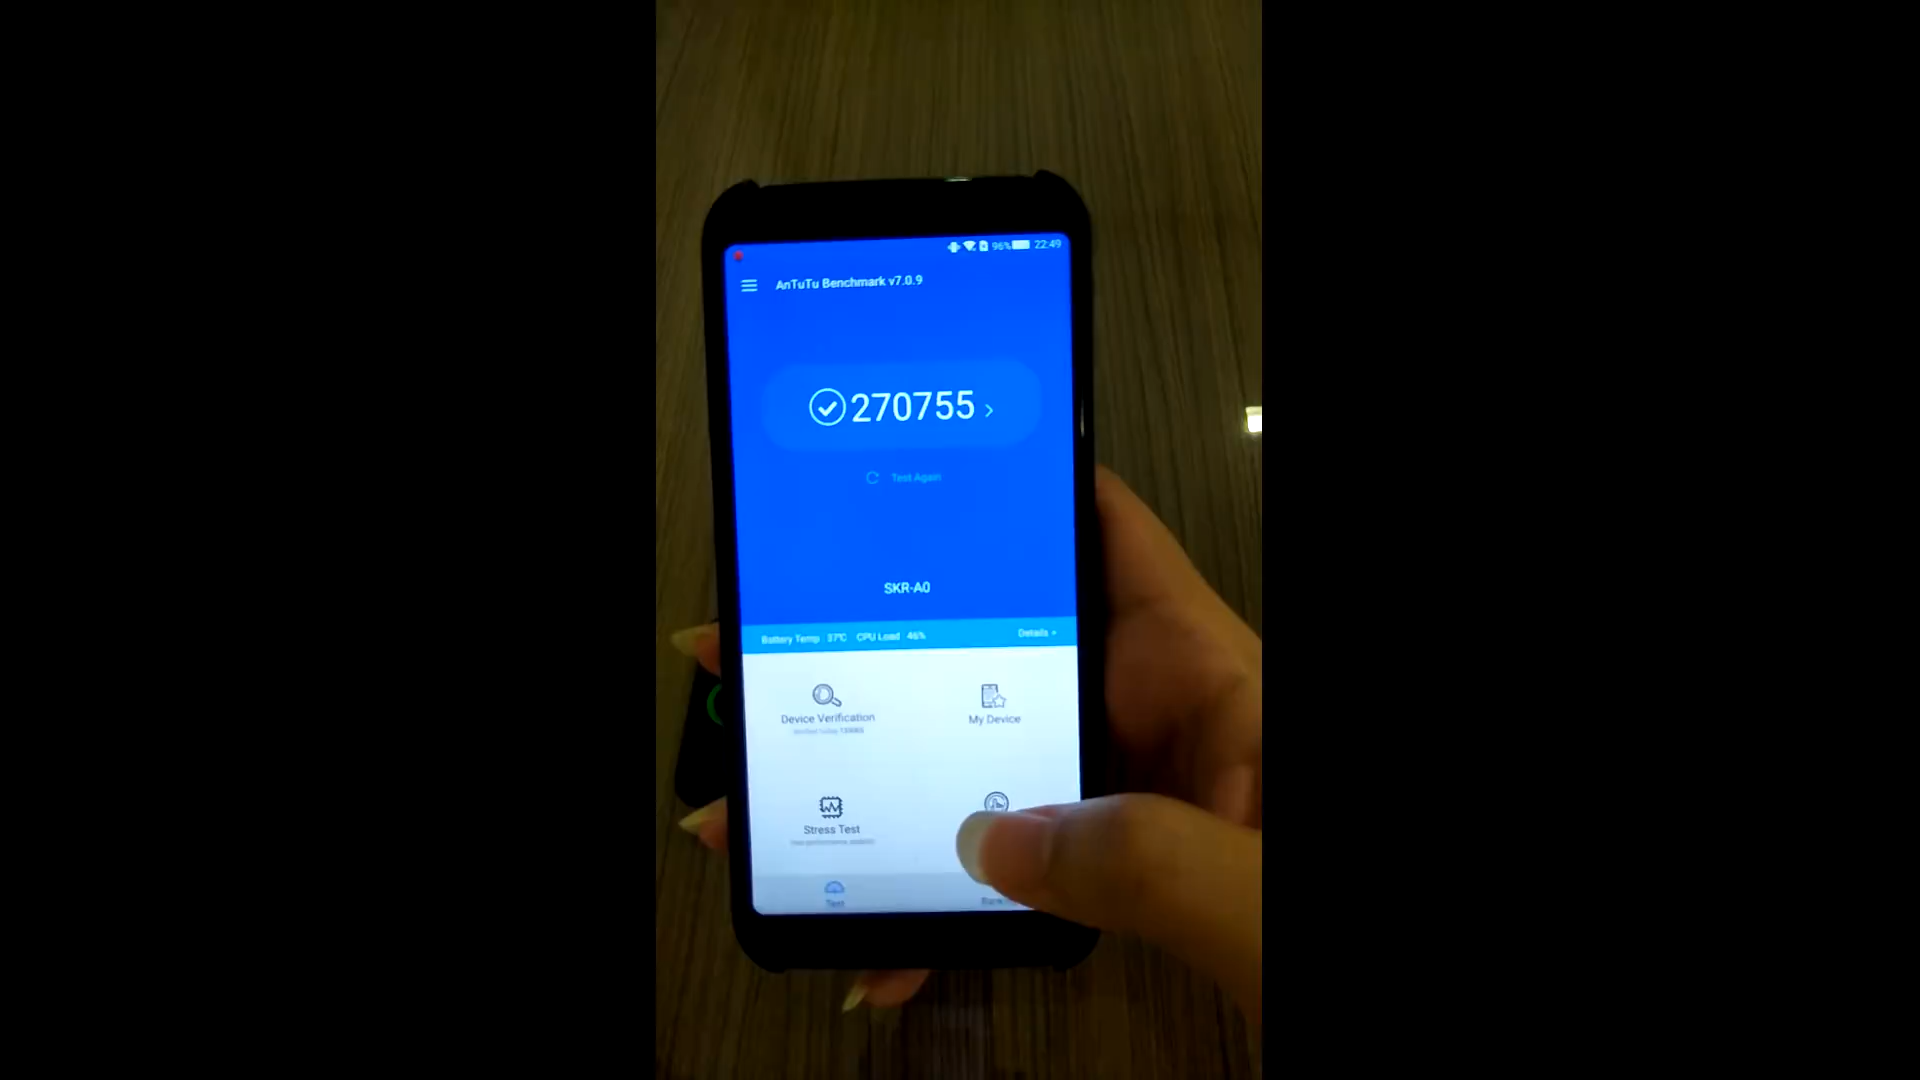 96% 22:49
AnTuTu Benchmark v7.0.9
270755
Test Again
SKR-A0
Battery Temp 37℃ CPU Load 46% Details
Device Verification
My Device
Stress Test
Test